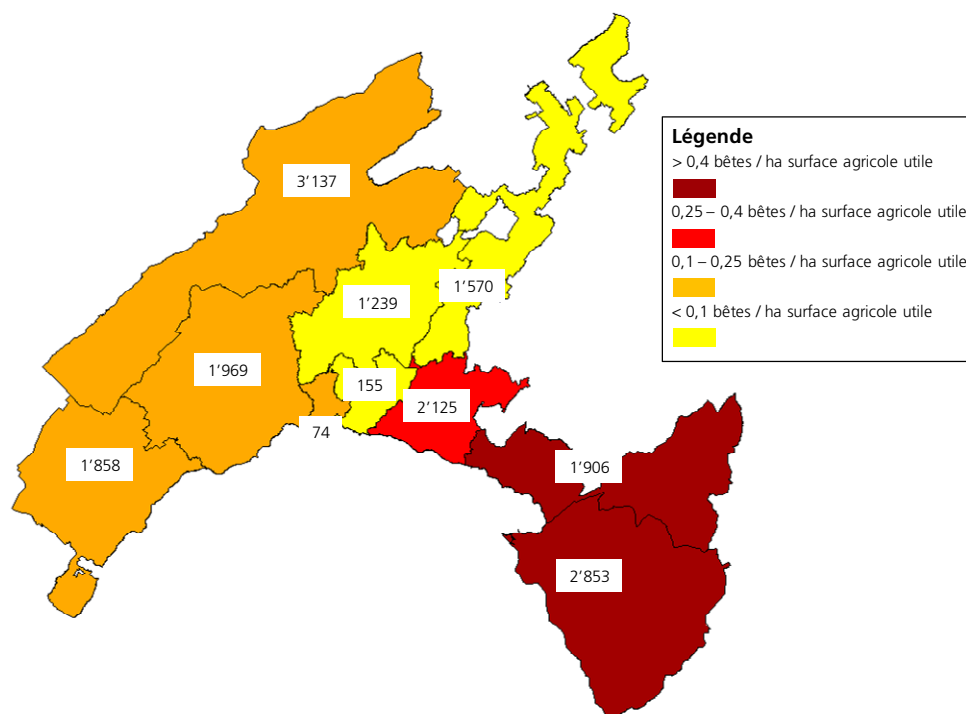 Légende
> 0,4 bêtes / ha surface agricole utile
0,25 – 0,4 bêtes / ha surface agricole utile
0,1 – 0,25 bêtes / ha surface agricole utile
< 0,1 bêtes / ha surface agricole utile
3’137
1’239
1’570
1’969
155
2’125
74
1’858
1’906
2’853